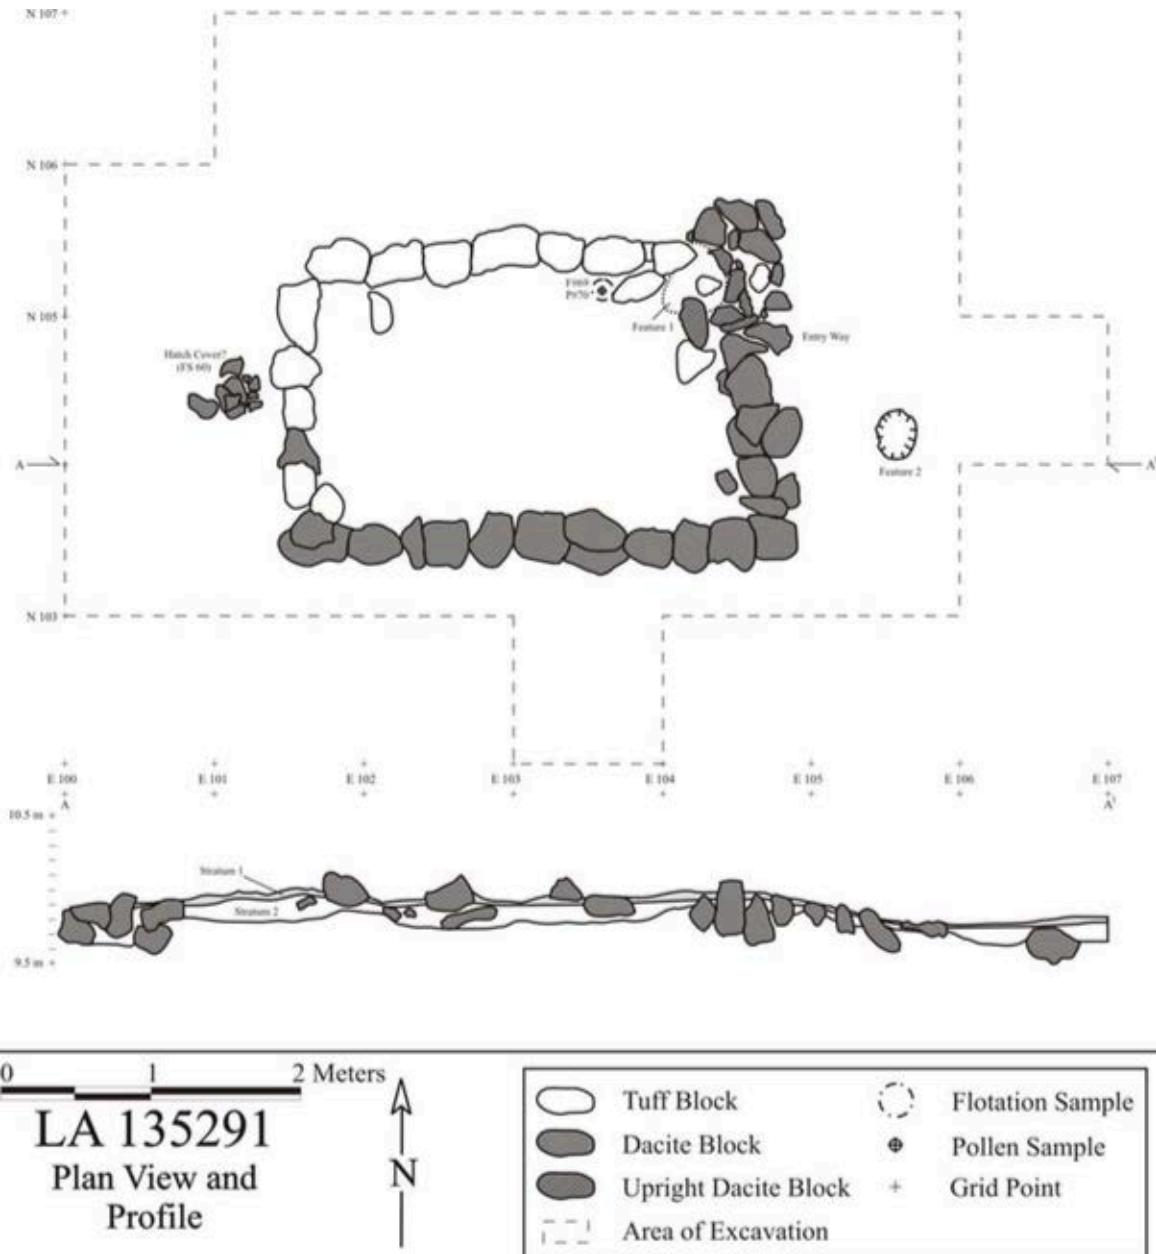 N 107
N 106
N 105
Feature 1
Entry Way
Hatch Cover?
(FS 60)
A
A'
Feature 2
N 103
E 100
E 101
E 102
E 103
E 104
E 105
E 106
E 107
A
A'
10.5 m
Stratum 1
Stratum 2
9.5 m
0 1 2 Meters
LA 135291
Plan View and
Profile
N
Tuff Block
Dacite Block
Upright Dacite Block
Area of Excavation
Flotation Sample
Pollen Sample
Grid Point